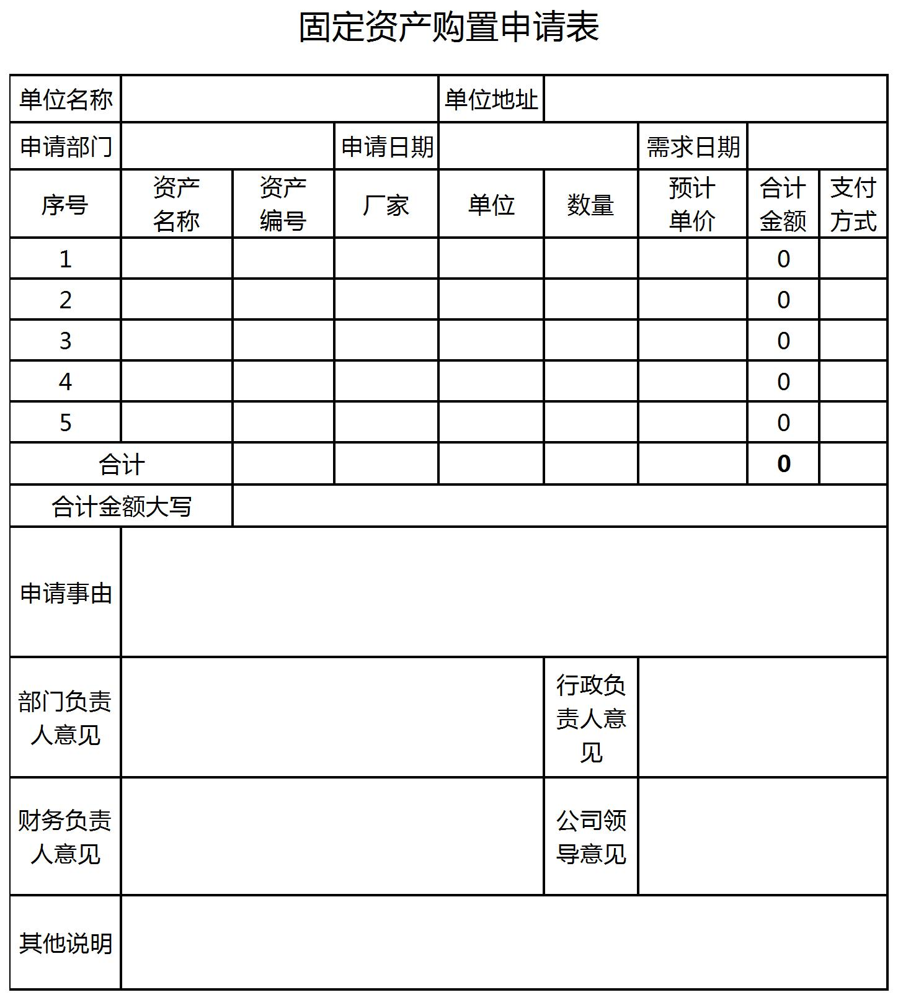 固定资产购置申请表
单位名称 单位地址
申请部门 申请日期 需求日期
序号 资产名称 资产编号 厂家 单位 数量 预计单价 合计金额 支付方式
1 0
2 0
3 0
4 0
5 0
合计 0
合计金额大写
申请事由
部门负责人意见 行政负责人意见
财务负责人意见 公司领导意见
其他说明